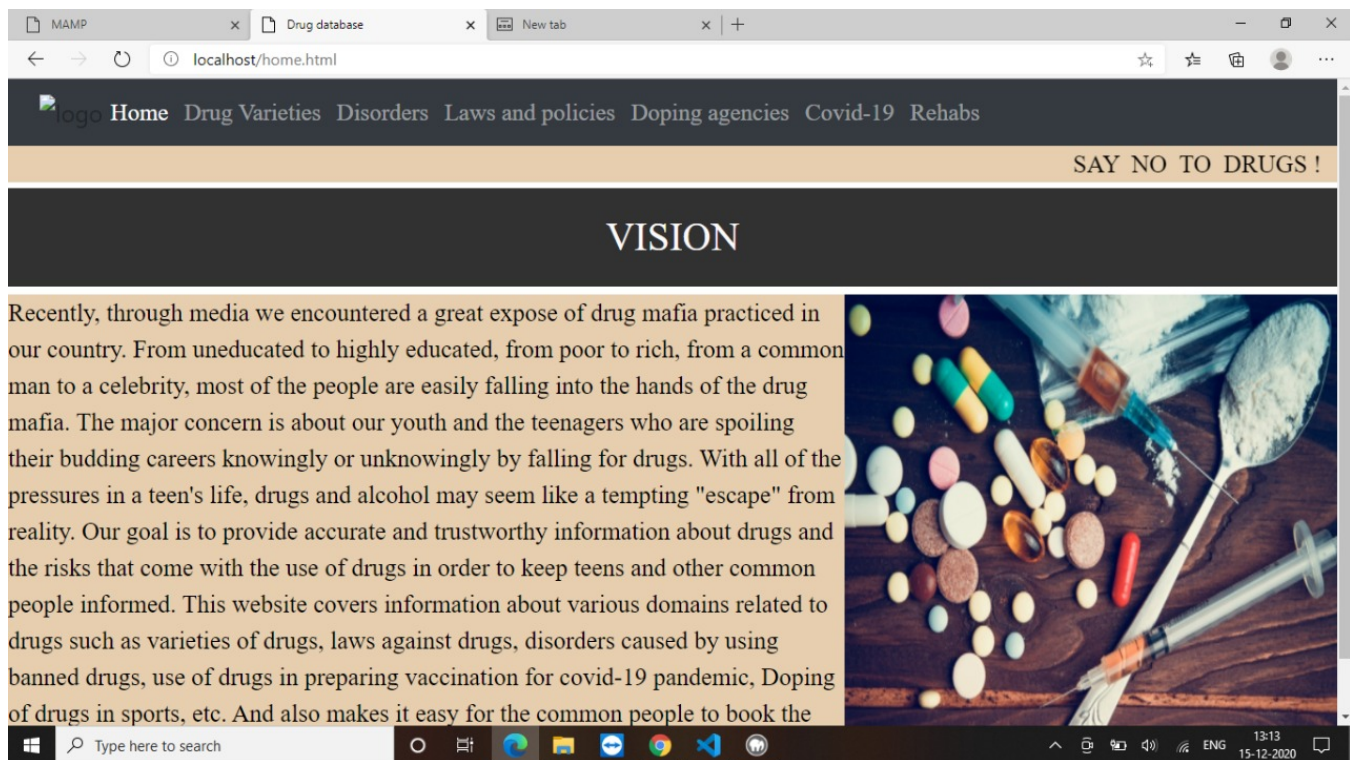 MAMP
Drug database
New tab
localhost/home.html
logo Home Drug Varieties Disorders Laws and policies Doping agencies Covid-19 Rehabs
SAY NO TO DRUGS !
VISION
Recently, through media we encountered a great expose of drug mafia practiced in
our country. From uneducated to highly educated, from poor to rich, from a common
man to a celebrity, most of the people are easily falling into the hands of the drug
mafia. The major concern is about our youth and the teenagers who are spoiling
their budding careers knowingly or unknowingly by falling for drugs. With all of the
pressures in a teen's life, drugs and alcohol may seem like a tempting "escape" from
reality. Our goal is to provide accurate and trustworthy information about drugs and
the risks that come with the use of drugs in order to keep teens and other common
people informed. This website covers information about various domains related to
drugs such as varieties of drugs, laws against drugs, disorders caused by using
banned drugs, use of drugs in preparing vaccination for covid-19 pandemic, Doping
of drugs in sports, etc. And also makes it easy for the common people to book the
Type here to search
ENG
13:13
15-12-2020